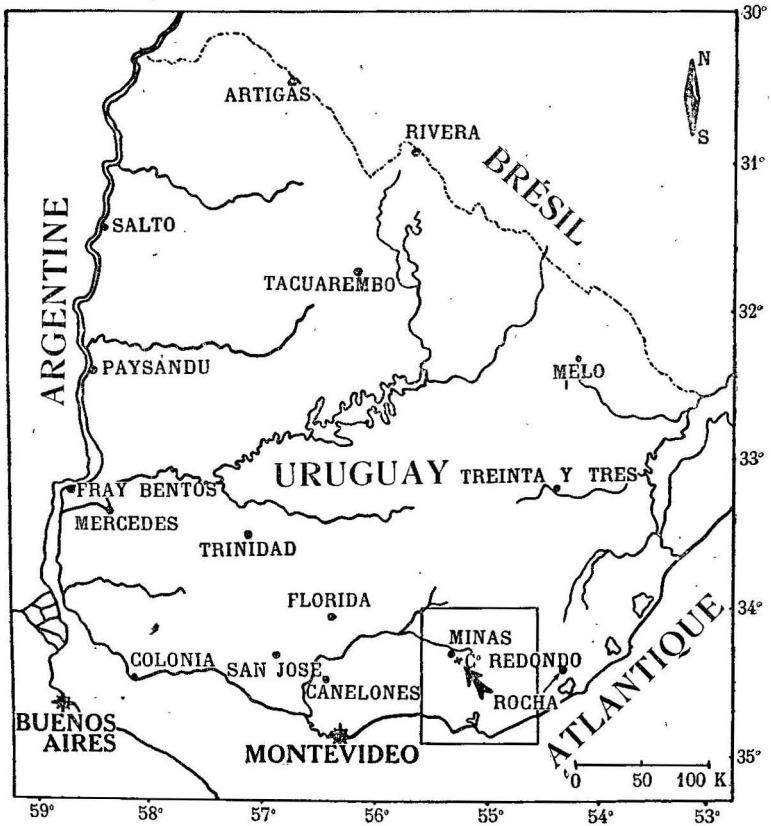 30°
N
S
ARTIGAS
RIVERA
BRÉSIL
31°
ARGENTINE
SALTO
TACUAREMBO
32°
PAYSANDU
MELO
URUGUAY
TREINTA Y TRES
33°
FRAY BENTOS
MERCEDES
TRINIDAD
FLORIDA
34°
MINAS
C° REDONDO
COLONIA
SAN JOSÉ
CANELONES
ROCHA
ATLANTIQUE
BUENOS
AIRES
MONTEVIDEO
35°
0 50 100 K
59° 58° 57° 56° 55° 54° 53°